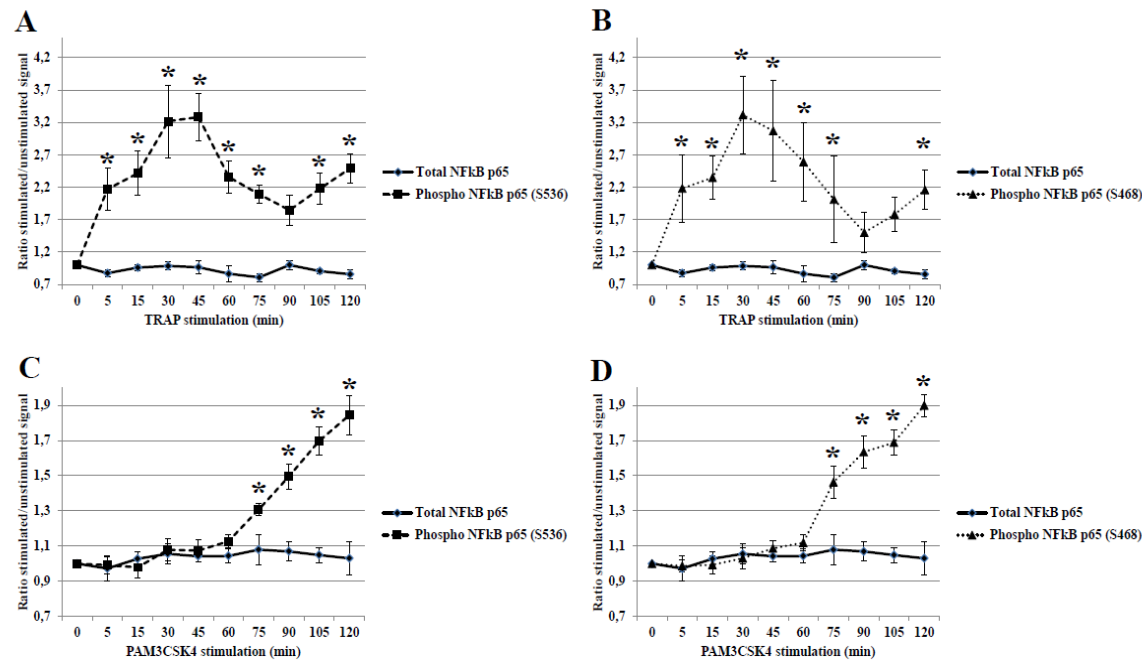 A
Ratio stimulated/unstimulated signal
4,2
3,7
3,2
2,7
2,2
1,7
1,2
0,7
* * * * * * * *
0 5 15 30 45 60 75 90 105 120
TRAP stimulation (min)
Total NFkB p65
Phospho NFkB p65 (S536)
B
Ratio stimulated/unstimulated signal
4,2
3,7
3,2
2,7
2,2
1,7
1,2
0,7
* * * * * * *
0 5 15 30 45 60 75 90 105 120
TRAP stimulation (min)
Total NFkB p65
Phospho NFkB p65 (S468)
C
Ratio stimulated/unstimulated signal
1,9
1,7
1,5
1,3
1,1
0,9
0,7
* * * *
0 5 15 30 45 60 75 90 105 120
PAM3CSK4 stimulation (min)
Total NFkB p65
Phospho NFkB p65 (S536)
D
Ratio stimulated/unstimulated signal
1,9
1,7
1,5
1,3
1,1
0,9
0,7
* * * *
0 5 15 30 45 60 75 90 105 120
PAM3CSK4 stimulation (min)
Total NFkB p65
Phospho NFkB p65 (S468)